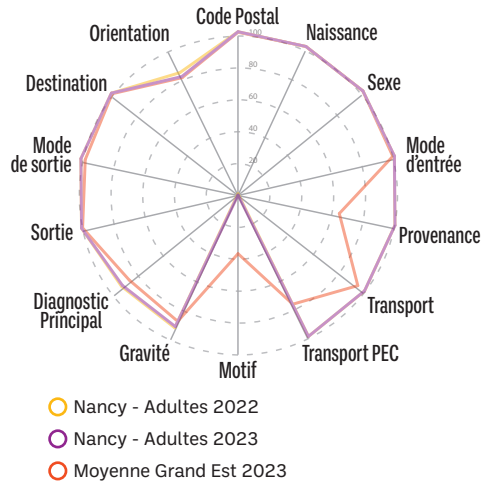 Code Postal
Orientation
Naissance
100
Destination
80
Sexe
60
40
Mode
de sortie
Mode
d'entrée
20
Sortie
Provenance
Diagnostic
Principal
Transport
Gravité
Transport PEC
Motif
Nancy - Adultes 2022
Nancy - Adultes 2023
Moyenne Grand Est 2023